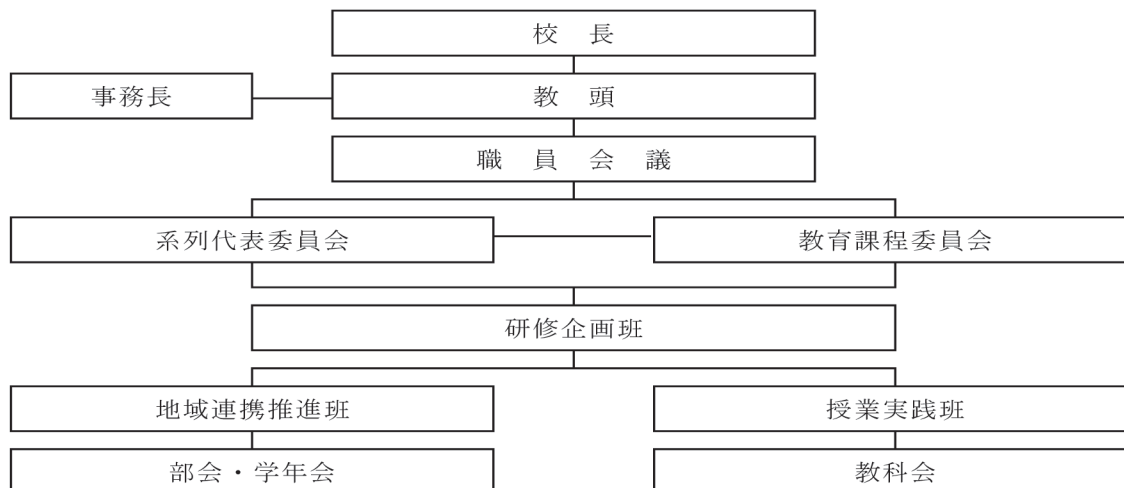 校　長
事務長
教　頭
職　員　会　議
系列代表委員会
教育課程委員会
研修企画班
地域連携推進班
授業実践班
部会・学年会
教科会